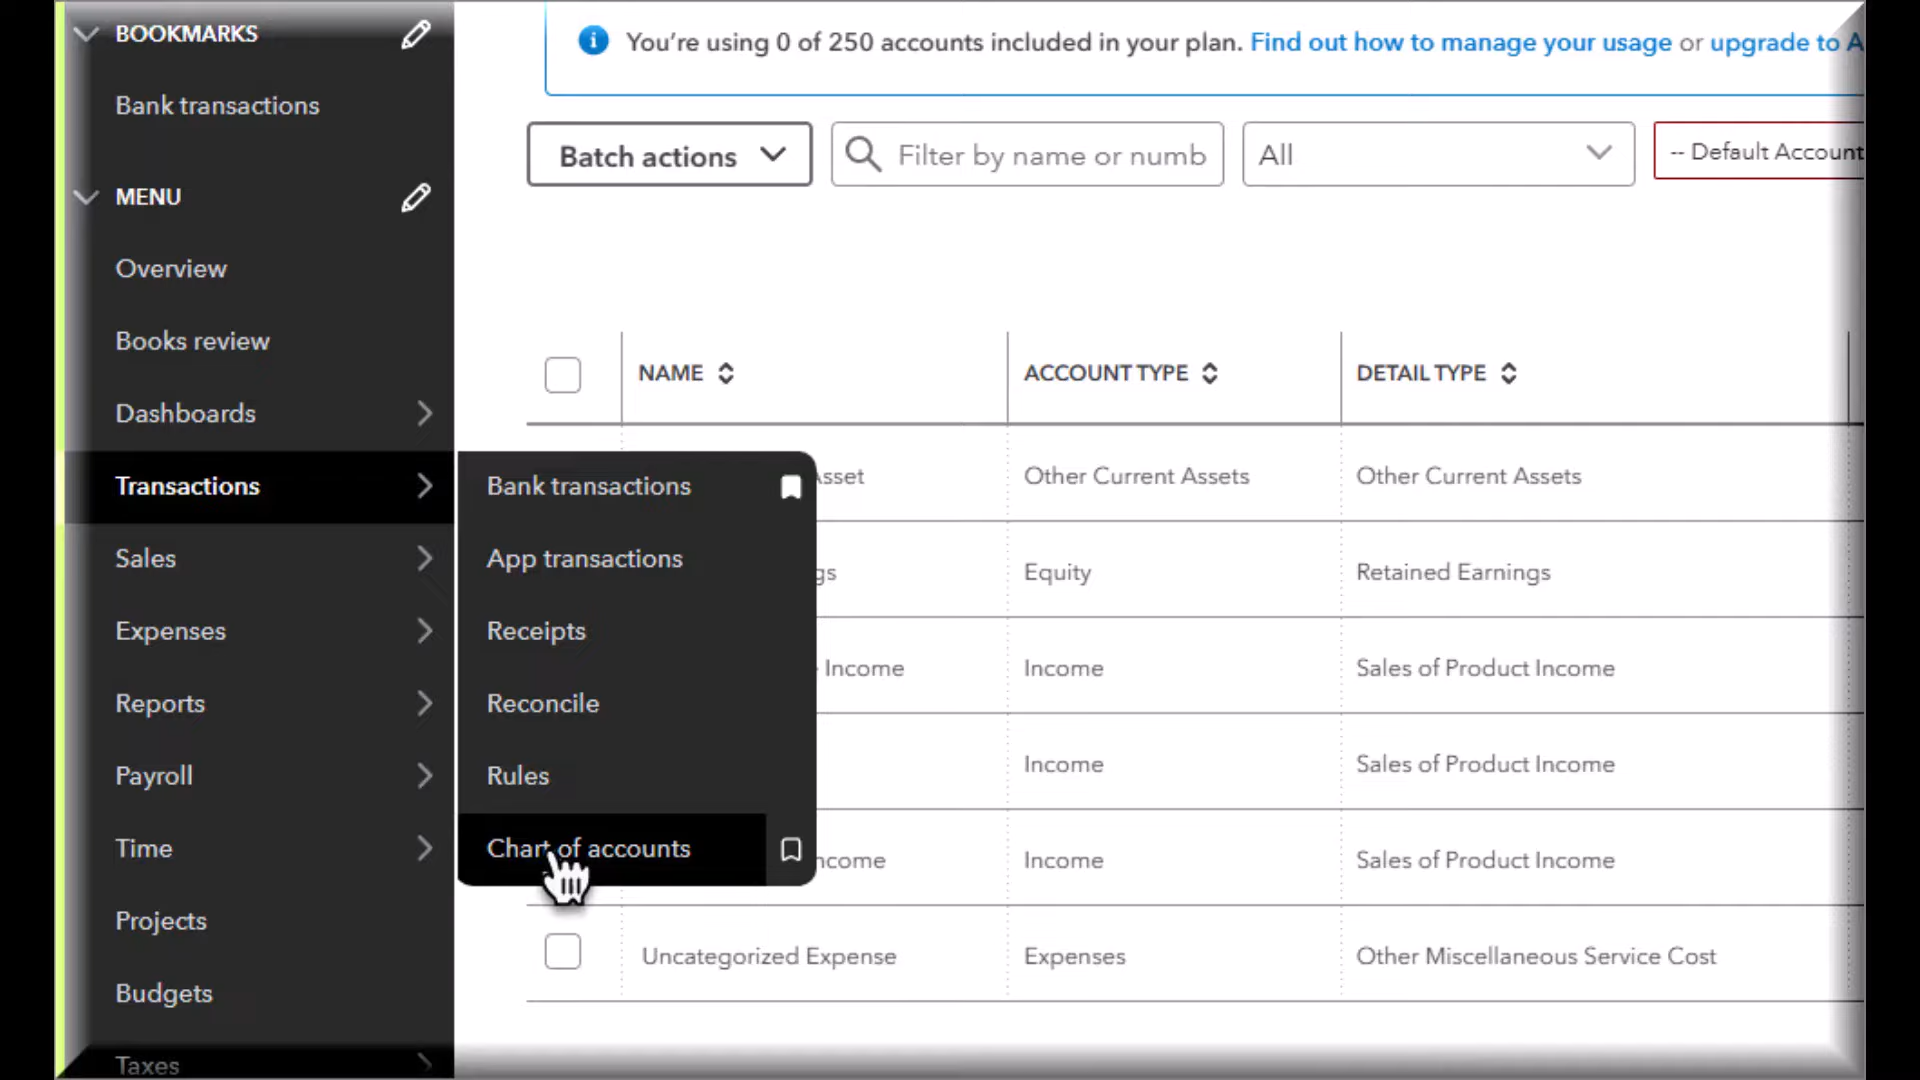 BOOKMARKS
Bank transactions
MENU
Overview
Books review
Dashboards
Transactions
Sales
Expenses
Reports
Payroll
Time
Projects
Budgets
Taxes
Bank transactions
App transactions
Receipts
Reconcile
Rules
Chart of accounts
You're using 0 of 250 accounts included in your plan. Find out how to manage your usage or upgrade to A
Batch actions
Filter by name or numb
All
-- Default Account
NAME ACCOUNT TYPE DETAIL TYPE
Asset Other Current Assets Other Current Assets
gs Equity Retained Earnings
Income Income Sales of Product Income
Income Sales of Product Income
ncome Income Sales of Product Income
Uncategorized Expense Expenses Other Miscellaneous Service Cost